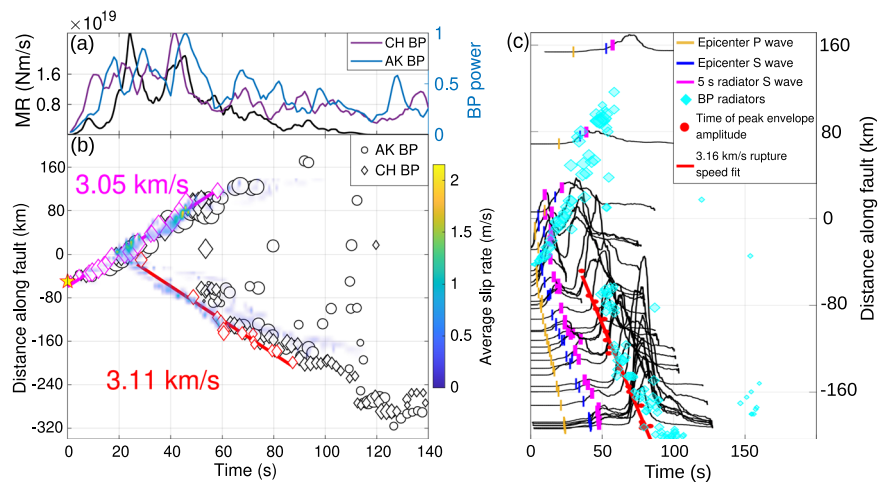 ×10¹⁹
(a)
CH BP
AK BP
MR (Nm/s)
1.6
0.8
1
0.5
0
BP power
(b)
AK BP
CH BP
3.05 km/s
3.11 km/s
160
80
0
-80
-160
-240
-320
Distance along fault (km)
0 20 40 60 80 100 120 140
Time (s)
2
1.5
1
0.5
0
Average slip rate (m/s)
(c)
Epicenter P wave
Epicenter S wave
5 s radiator S wave
BP radiators
Time of peak envelope
amplitude
3.16 km/s rupture
speed fit
160
80
0
-80
-160
Distance along fault (km)
0 50 100 150
Time (s)